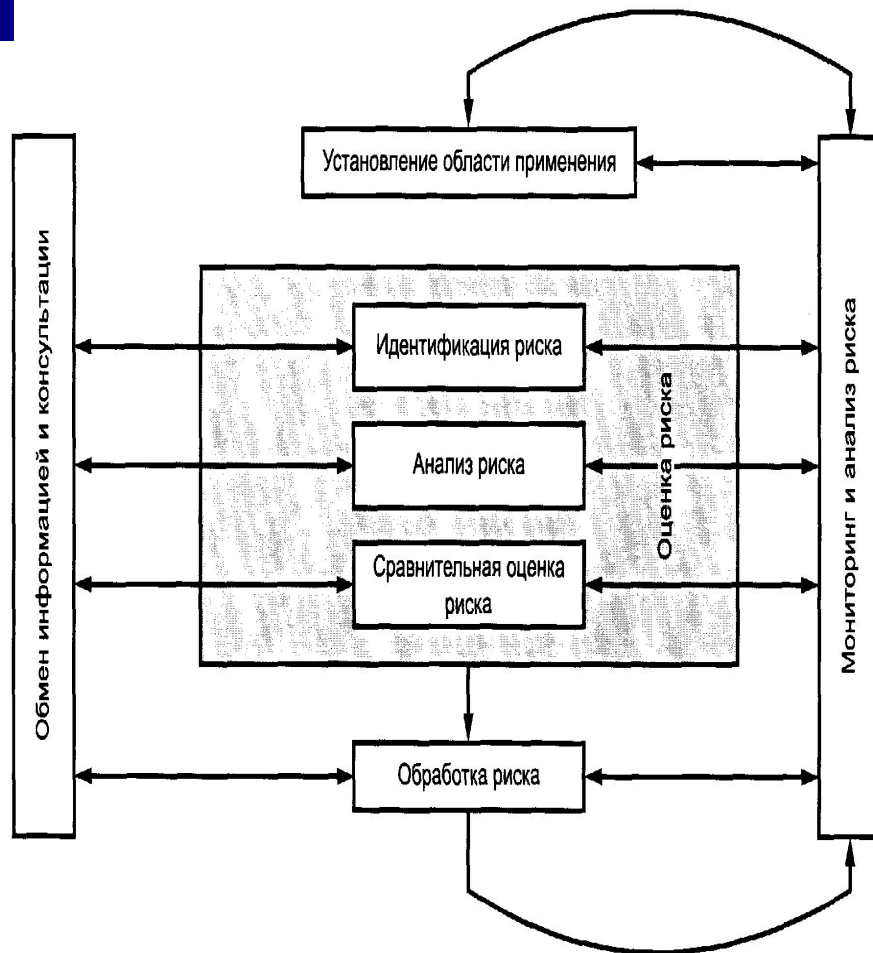 Установление области применения
Обмен информацией и консультации
Идентификация риска
Анализ риска
Сравнительная оценка
риска
Оценка риска
Мониторинг и анализ риска
Обработка риска